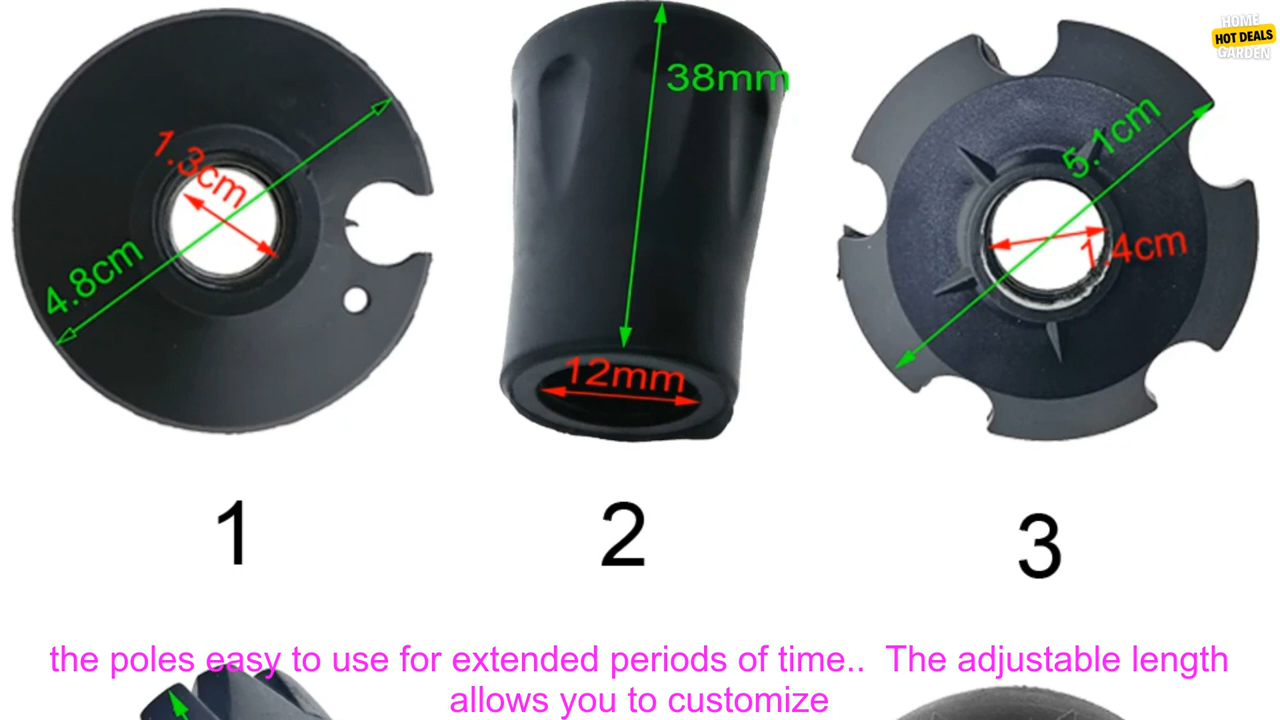 HOME
HOT DEALS
GARDEN
38mm
1.3cm
5.1cm
4.8cm
1.4cm
12mm
1
2
3
the poles easy to use for extended periods of time.. The adjustable length
allows you to customize